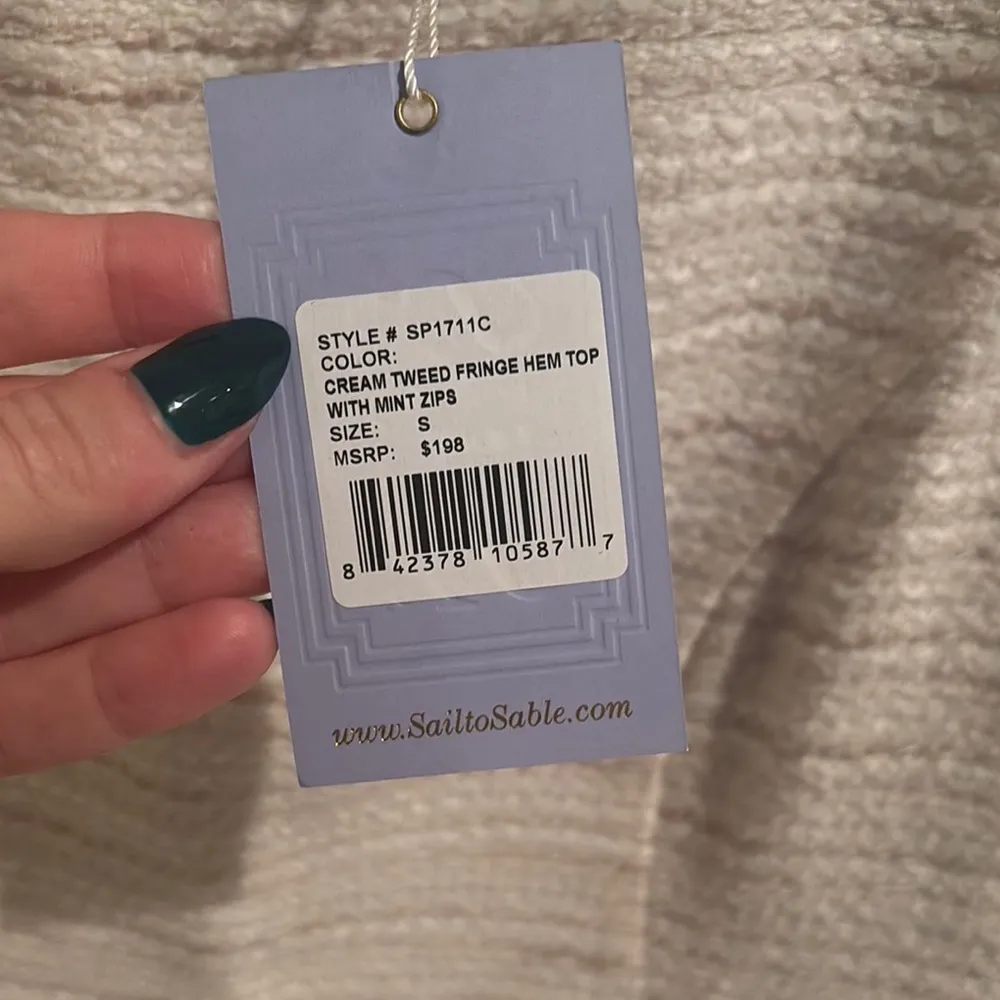 STYLE # SP1711C
COLOR:
CREAM TWEED FRINGE HEM TOP
WITH MINT ZIPS
SIZE: S
MSRP: $198
8 42378 10587 7
www.SailtoSable.com